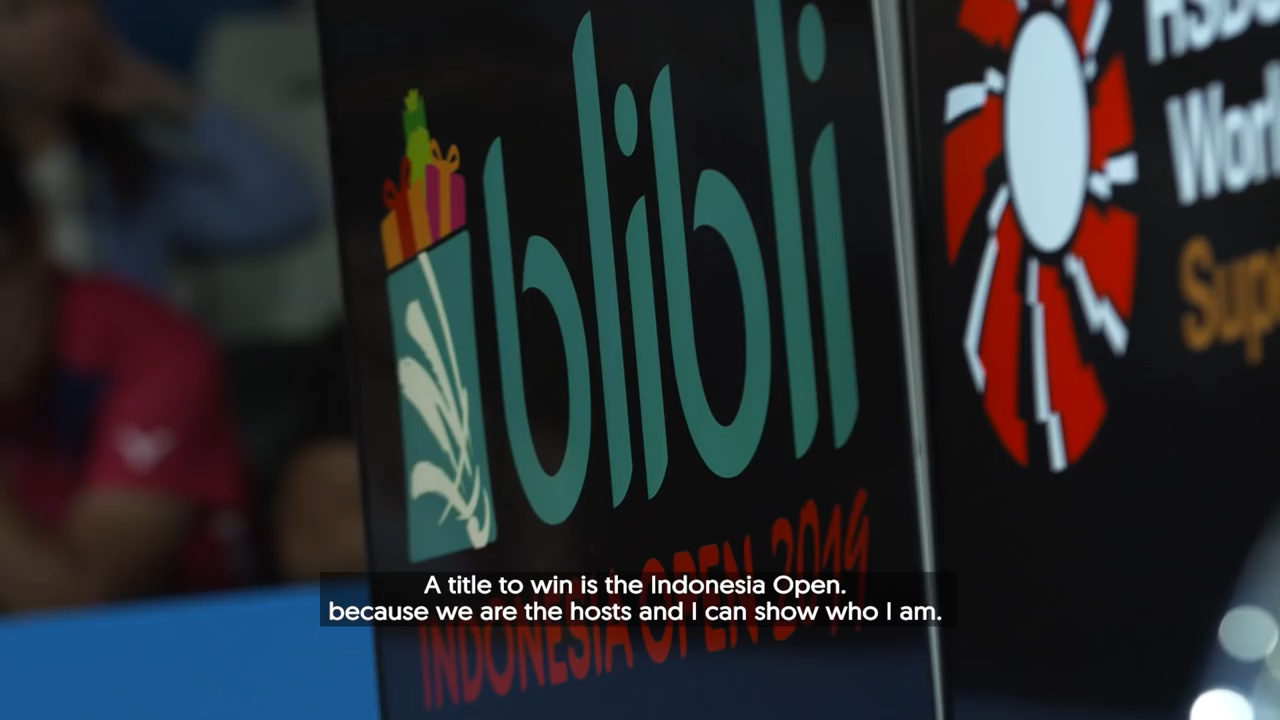 blibli
INDONESIA OPEN 2019
HSBC
A title to win is the Indonesia Open.
because we are the hosts and I can show who I am.